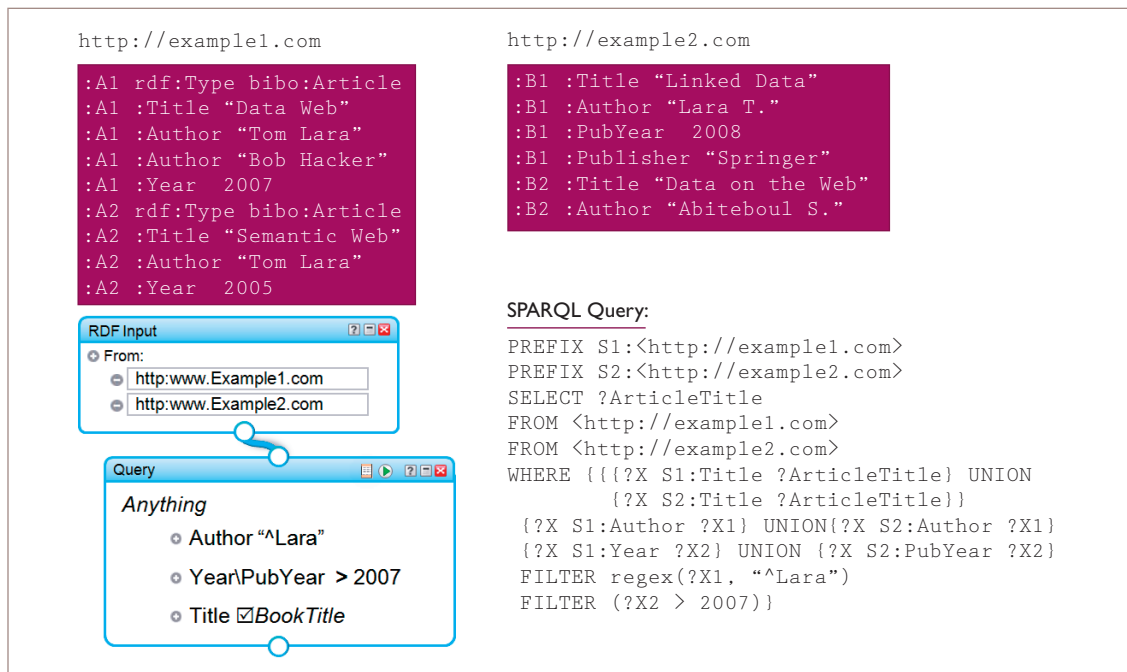 http://example1.com
:A1 rdf:Type bibo:Article
:A1 :Title “Data Web”
:A1 :Author “Tom Lara”
:A1 :Author “Bob Hacker”
:A1 :Year 2007
:A2 rdf:Type bibo:Article
:A2 :Title “Semantic Web”
:A2 :Author “Tom Lara”
:A2 :Year 2005
http://example2.com
:B1 :Title “Linked Data”
:B1 :Author “Lara T.”
:B1 :PubYear 2008
:B1 :Publisher “Springer”
:B2 :Title “Data on the Web”
:B2 :Author “Abiteboul S.”
RDF Input
From:
http:www.Example1.com
http:www.Example2.com
Query
Anything
Author “^Lara”
Year\PubYear > 2007
Title ☑BookTitle
SPARQL Query:
PREFIX S1:<http://example1.com>
PREFIX S2:<http://example2.com>
SELECT ?ArticleTitle
FROM <http://example1.com>
FROM <http://example2.com>
WHERE {{{?X S1:Title ?ArticleTitle} UNION
{?X S2:Title ?ArticleTitle}}
{?X S1:Author ?X1} UNION{?X S2:Author ?X1}
{?X S1:Year ?X2} UNION {?X S2:PubYear ?X2}
FILTER regex(?X1, “^Lara”)
FILTER (?X2 > 2007)}